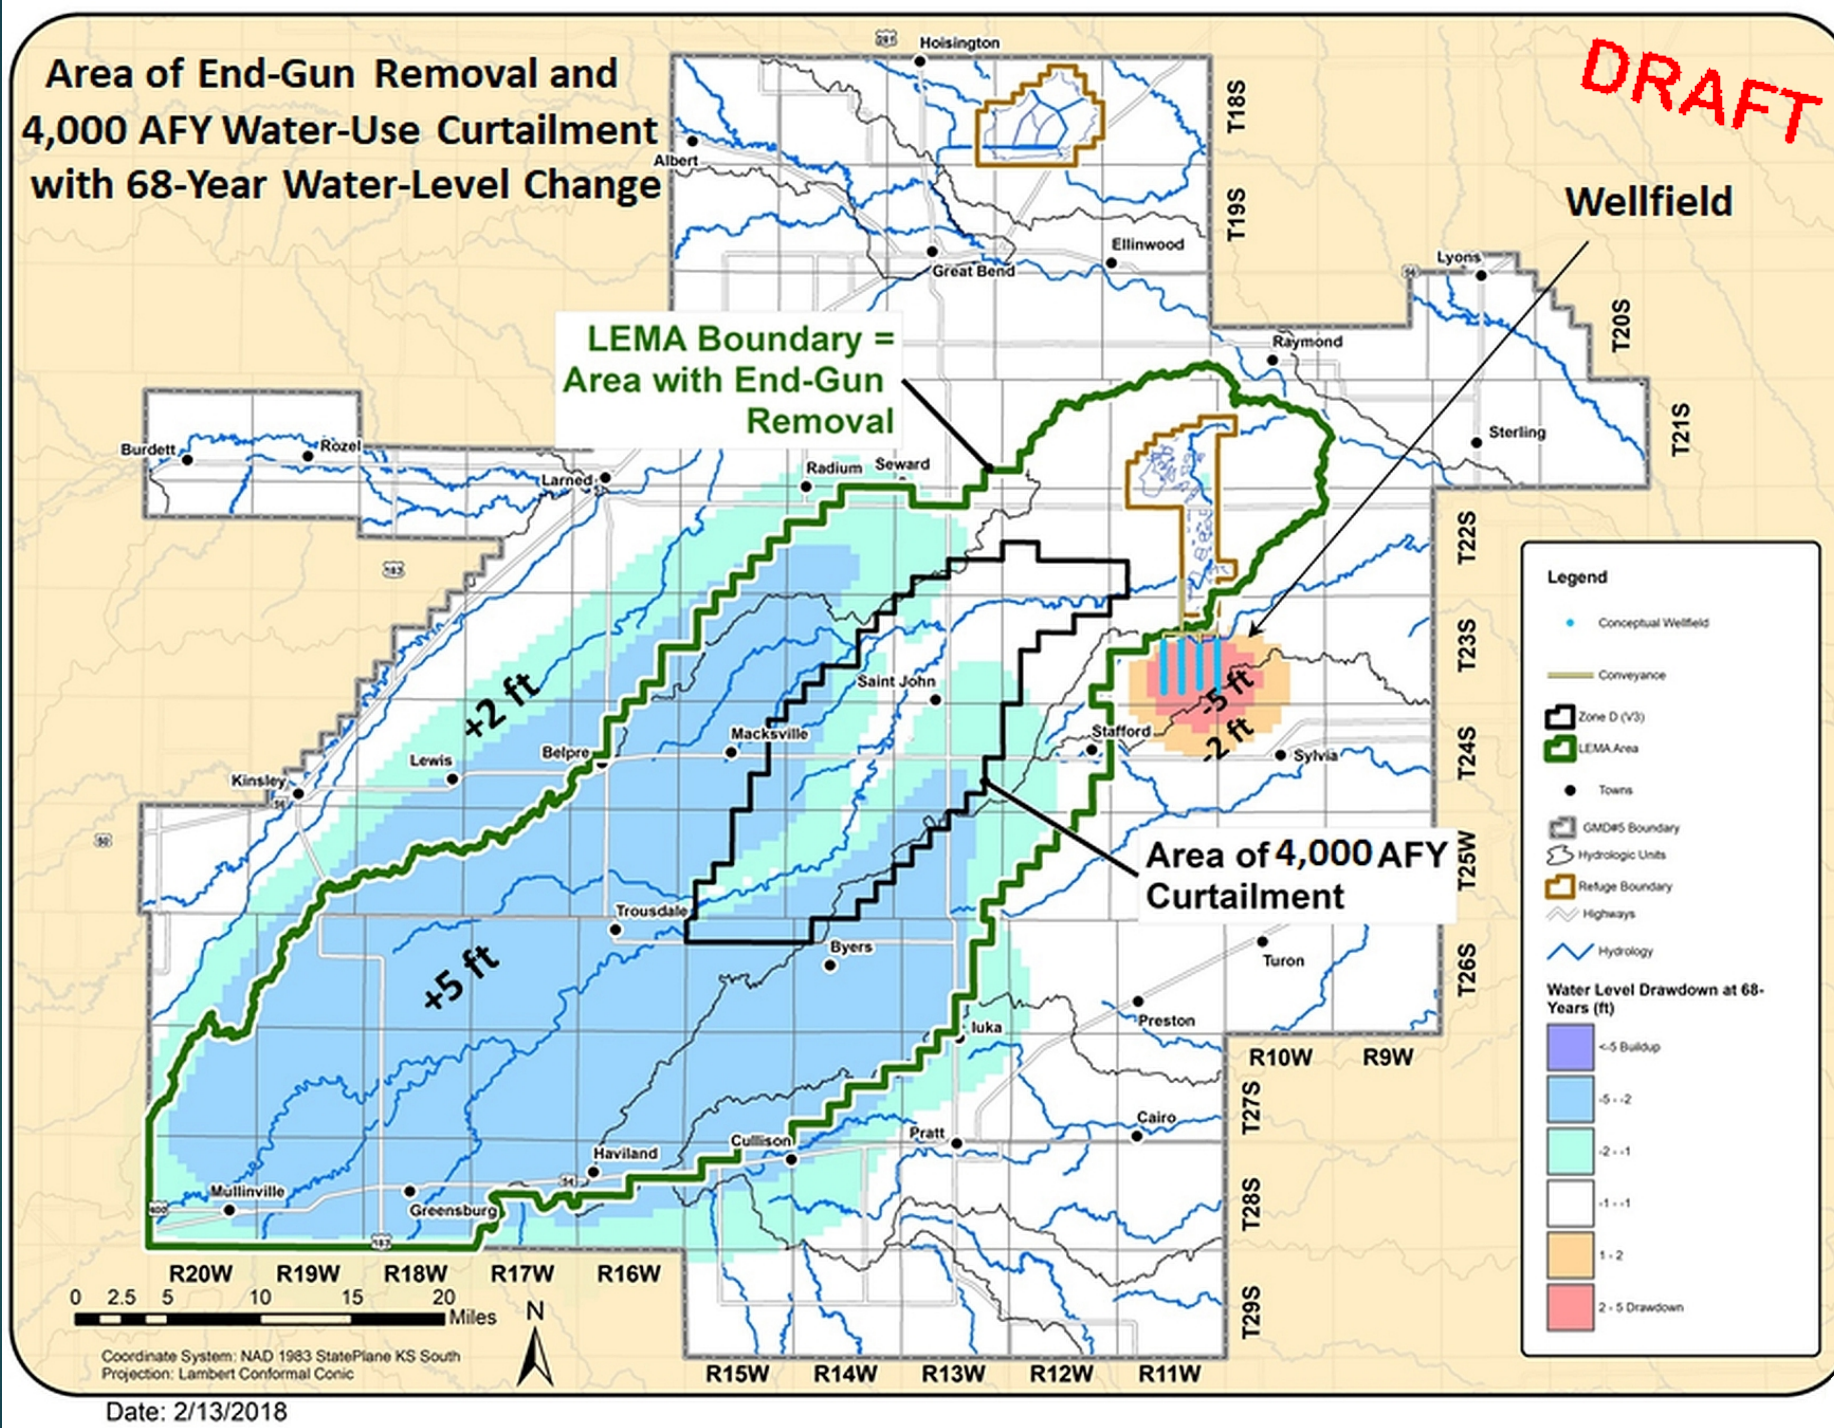 Area of End-Gun Removal and
4,000 AFY Water-Use Curtailment
with 68-Year Water-Level Change
DRAFT
281
Hoisington
T18S
Albert
T19S
Wellfield
Ellinwood
Great Bend
Lyons
56
T20S
LEMA Boundary =
Area with End-Gun
Removal
Raymond
T21S
Sterling
Burdett
Rozel
Larned
Radium
Seward
T22S
183
T23S
+2 ft
Saint John
-5 ft
-2 ft
Macksville
Stafford
Sylvia
T24S
Lewis
Belpre
Kinsley
56
50
Area of 4,000 AFY
Curtailment
T25W
Trousdale
Byers
Turon
T26S
+5 ft
Iuka
Preston
R10W
R9W
T27S
Cairo
Cullison
Pratt
Haviland
54
Mullinville
400
Greensburg
183
T28S
R20W
R19W
R18W
R17W
R16W
T29S
R15W
R14W
R13W
R12W
R11W
0
2.5
5
10
15
20
Miles
N
Coordinate System: NAD 1983 StatePlane KS South
Projection: Lambert Conformal Conic
Date: 2/13/2018
Legend
Conceptual Wellfield
Conveyance
Zone D (V3)
LEMA Area
Towns
GMD#5 Boundary
Hydrologic Units
Refuge Boundary
Highways
Hydrology
Water Level Drawdown at 68-
Years (ft)
<-5 Buildup
-5 - -2
-2 - -1
-1 - -1
1 - 2
2 - 5 Drawdown